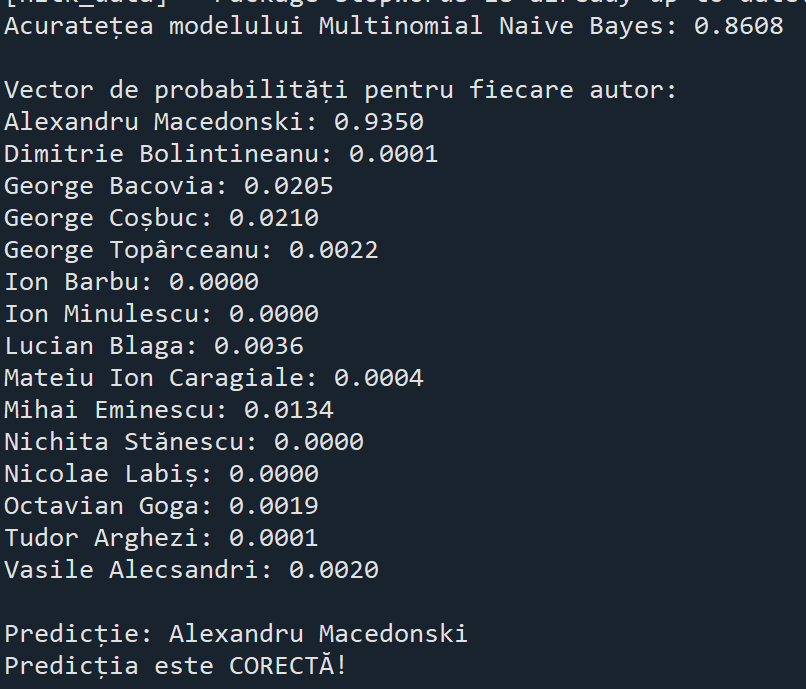 Acuratețea modelului Multinomial Naive Bayes: 0.8608
Vector de probabilități pentru fiecare autor:
Alexandru Macedonski: 0.9350
Dimitrie Bolintineanu: 0.0001
George Bacovia: 0.0205
George Coșbuc: 0.0210
George Topârceanu: 0.0022
Ion Barbu: 0.0000
Ion Minulescu: 0.0000
Lucian Blaga: 0.0036
Mateiu Ion Caragiale: 0.0004
Mihai Eminescu: 0.0134
Nichita Stănescu: 0.0000
Nicolae Labiș: 0.0000
Octavian Goga: 0.0019
Tudor Arghezi: 0.0001
Vasile Alecsandri: 0.0020
Predicție: Alexandru Macedonski
Predicția este CORECTĂ!